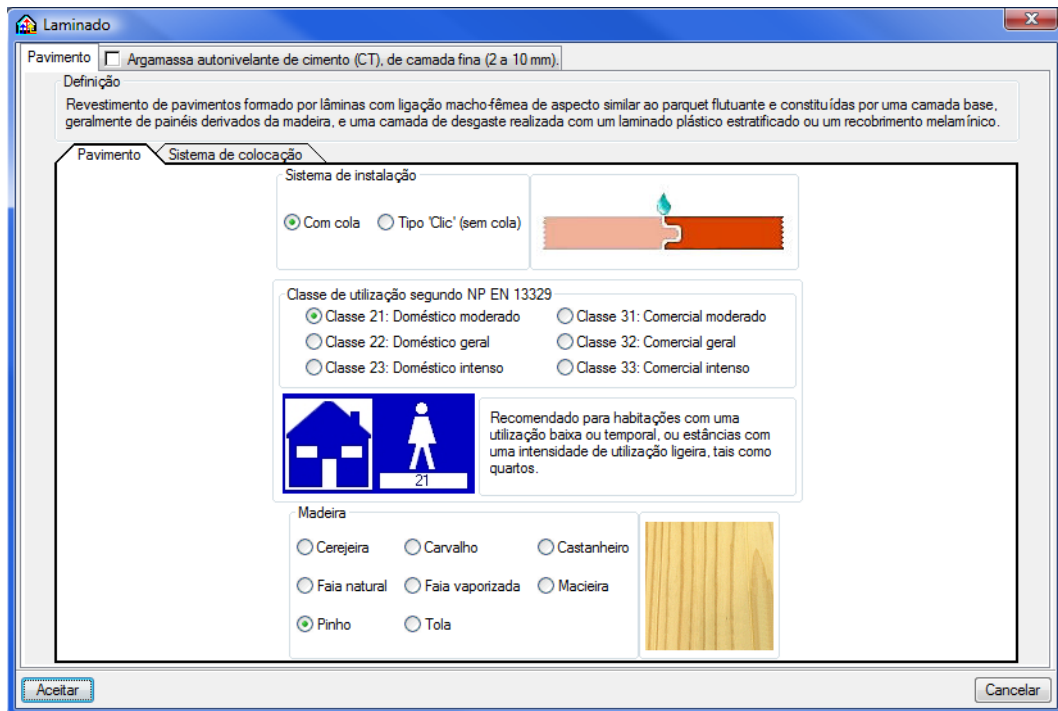 Laminado
Pavimento
Argamassa autonivelante de cimento (CT), de camada fina (2 a 10 mm).
Definição
Revestimento de pavimentos formado por lâminas com ligação macho-fêmea de aspecto similar ao parquet flutuante e constituídas por uma camada base,
geralmente de painéis derivados da madeira, e uma camada de desgaste realizada com um laminado plástico estratificado ou um recobrimento melamínico.
Pavimento Sistema de colocação
Sistema de instalação
Com cola Tipo 'Clic' (sem cola)
Classe de utilização segundo NP EN 13329
Classe 21: Doméstico moderado Classe 31: Comercial moderado
Classe 22: Doméstico geral Classe 32: Comercial geral
Classe 23: Doméstico intenso Classe 33: Comercial intenso
Recomendado para habitações com uma
utilização baixa ou temporal, ou estâncias com
uma intensidade de utilização ligeira, tais como
quartos.
21
Madeira
Cerejeira Carvalho Castanheiro
Faia natural Faia vaporizada Macieira
Pinho Tola
Aceitar Cancelar